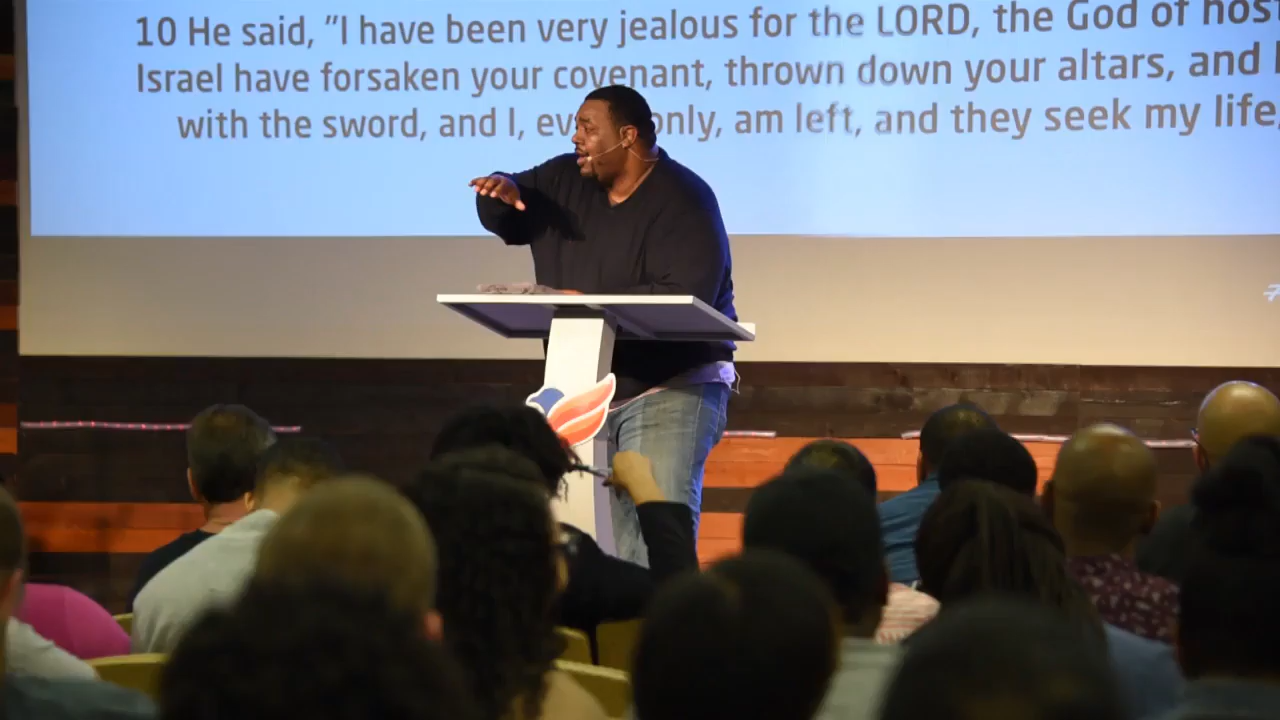 10 He said, "I have been very jealous for the LORD, the God of host
Israel have forsaken your covenant, thrown down your altars, and
with the sword, and I, only, am left, and they seek my life,